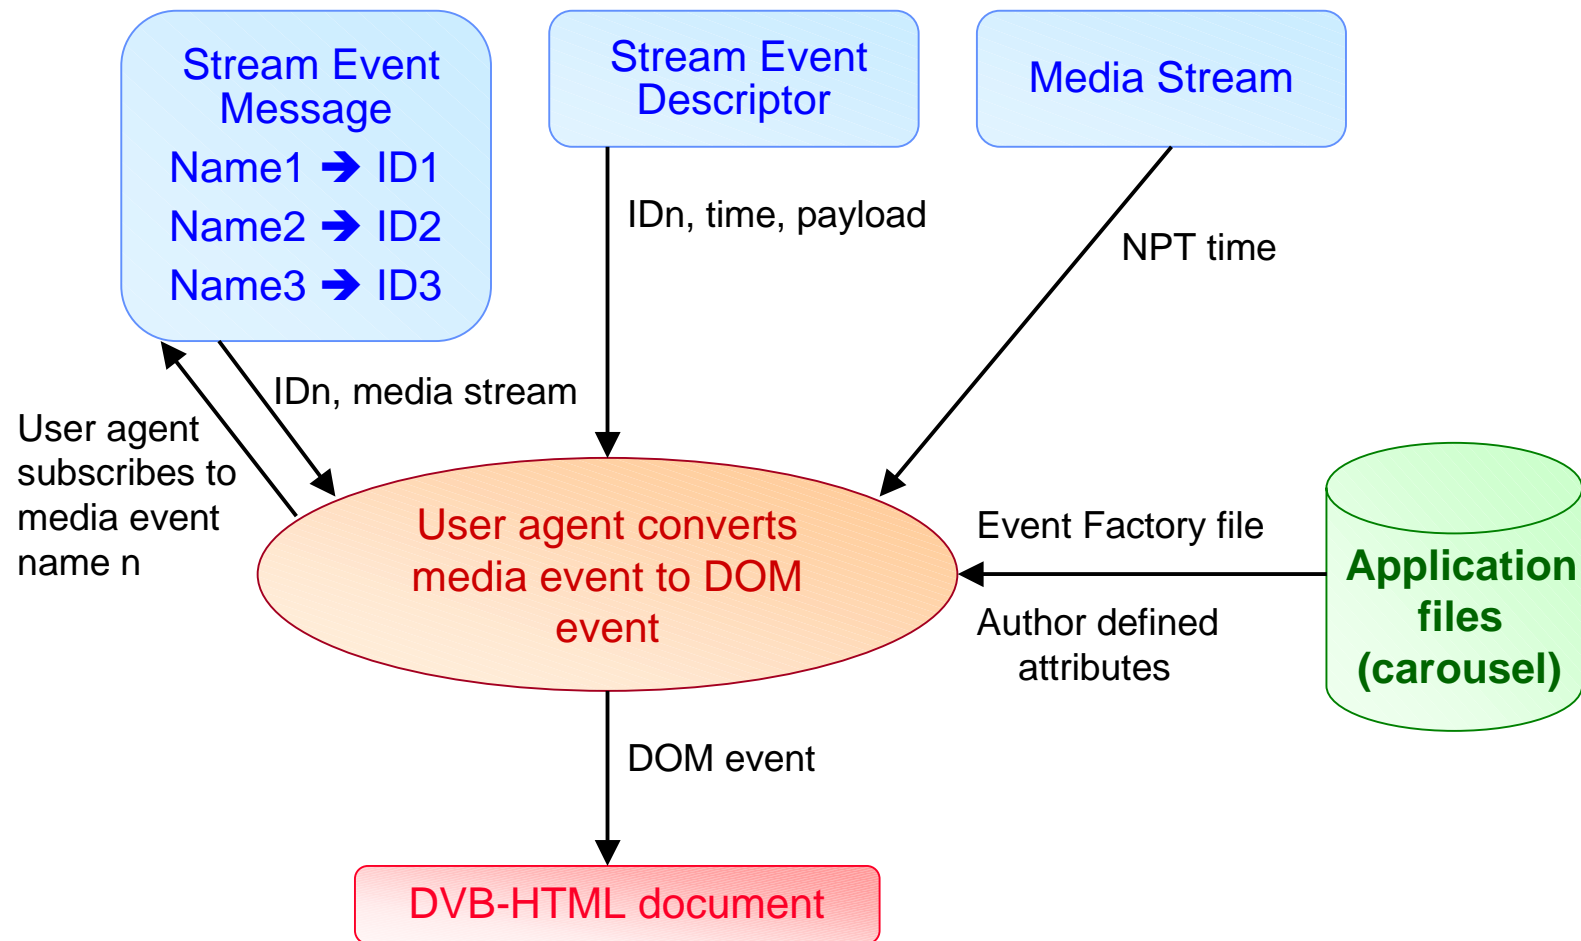 Stream Event
Message
Name1 ➔ ID1
Name2 ➔ ID2
Name3 ➔ ID3
Stream Event
Descriptor
Media Stream
IDn, time, payload
NPT time
IDn, media stream
User agent
subscribes to
media event
name n
User agent converts
media event to DOM
event
Event Factory file
Author defined
attributes
Application
files
(carousel)
DOM event
DVB-HTML document